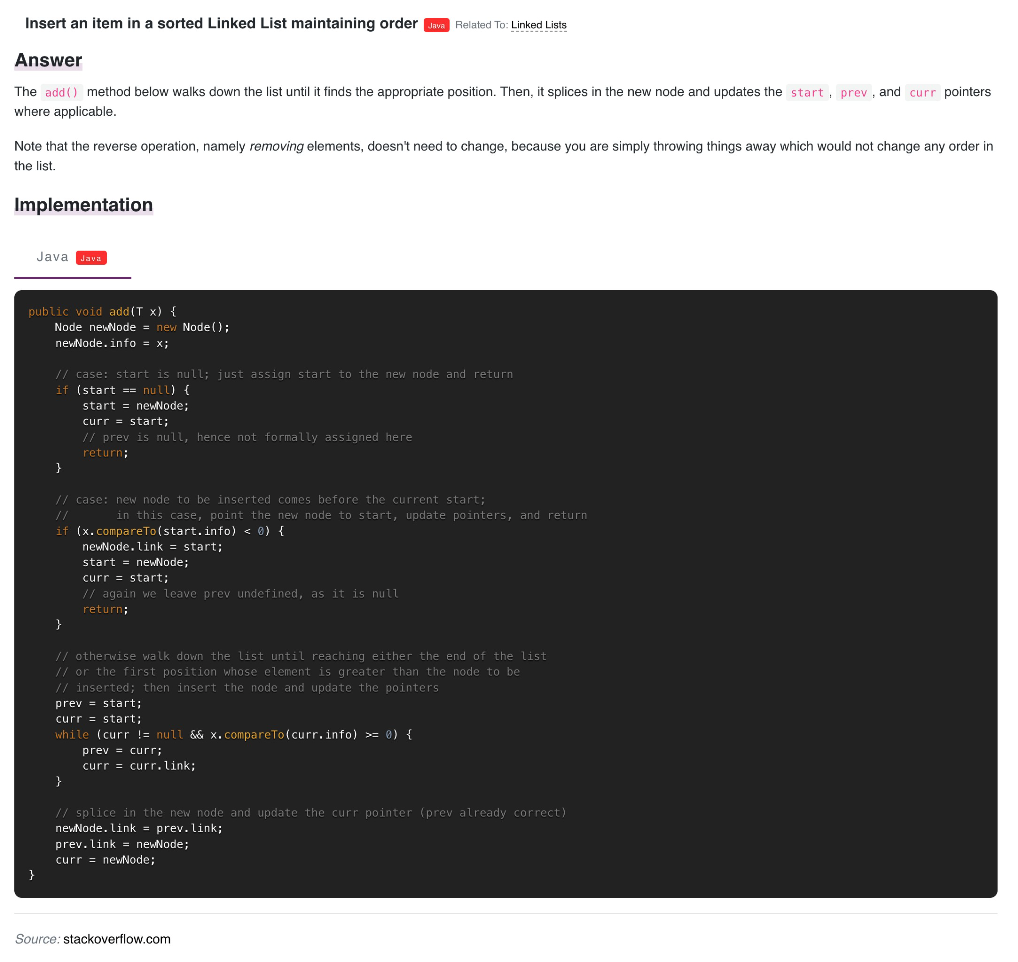 Insert an item in a sorted Linked List maintaining order Java Related To: Linked Lists
Answer
The add() method below walks down the list until it finds the appropriate position. Then, it splices in the new node and updates the start, prev, and curr pointers
where applicable.
Note that the reverse operation, namely removing elements, doesn't need to change, because you are simply throwing things away which would not change any order in
the list.
Implementation
Java Java
public void add(T x) {
    Node newNode = new Node();
    newNode.info = x;
    // case: start is null; just assign start to the new node and return
    if (start == null) {
        start = newNode;
        curr = start;
        // prev is null, hence not formally assigned here
        return;
    }
    // case: new node to be inserted comes before the current start;
    //       in this case, point the new node to start, update pointers, and return
    if (x.compareTo(start.info) < 0) {
        newNode.link = start;
        start = newNode;
        curr = start;
        // again we leave prev undefined, as it is null
        return;
    }
    // otherwise walk down the list until reaching either the end of the list
    // or the first position whose element is greater than the node to be
    // inserted; then insert the node and update the pointers
    prev = start;
    curr = start;
    while (curr != null && x.compareTo(curr.info) >= 0) {
        prev = curr;
        curr = curr.link;
    }
    // splice in the new node and update the curr pointer (prev already correct)
    newNode.link = prev.link;
    prev.link = newNode;
    curr = newNode;
}
Source: stackoverflow.com